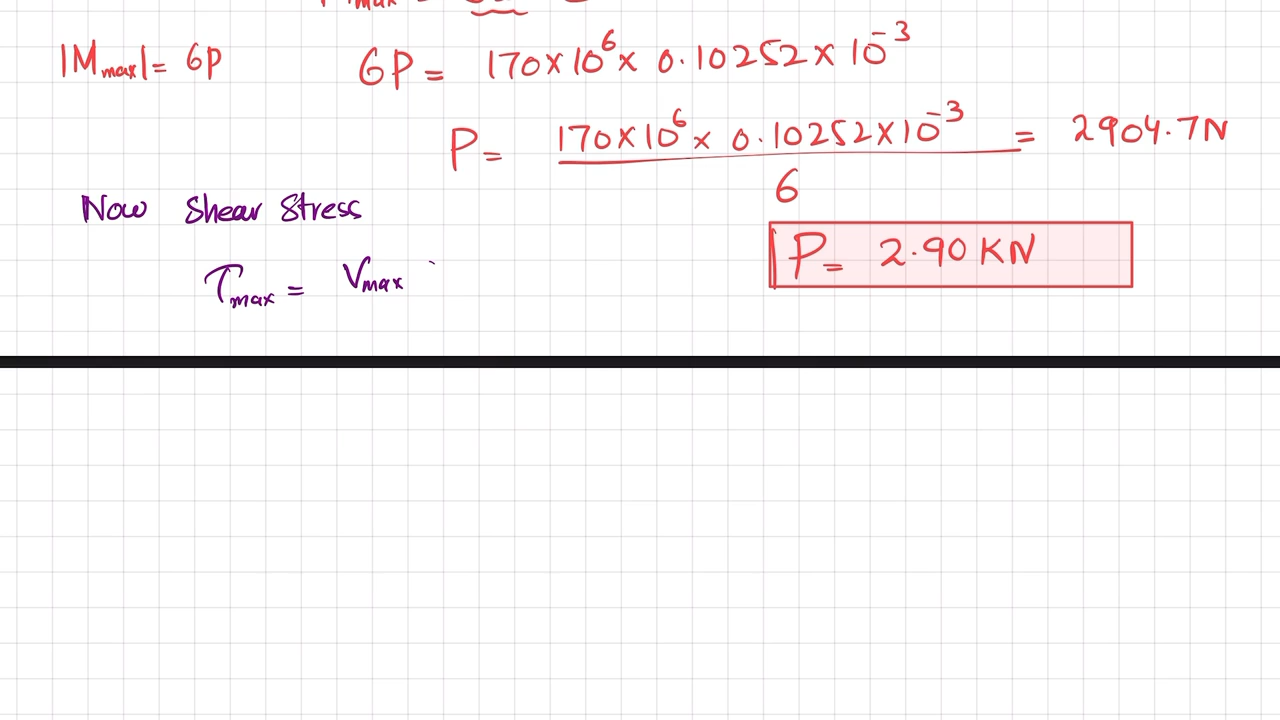 |Mmax|= 6P
6P = 170×10⁶ × 0.10252×10⁻³
P = 170×10⁶ × 0.10252×10⁻³ = 2904.7N
6
Now Shear Stress
P = 2.90 KN
τmax = Vmax